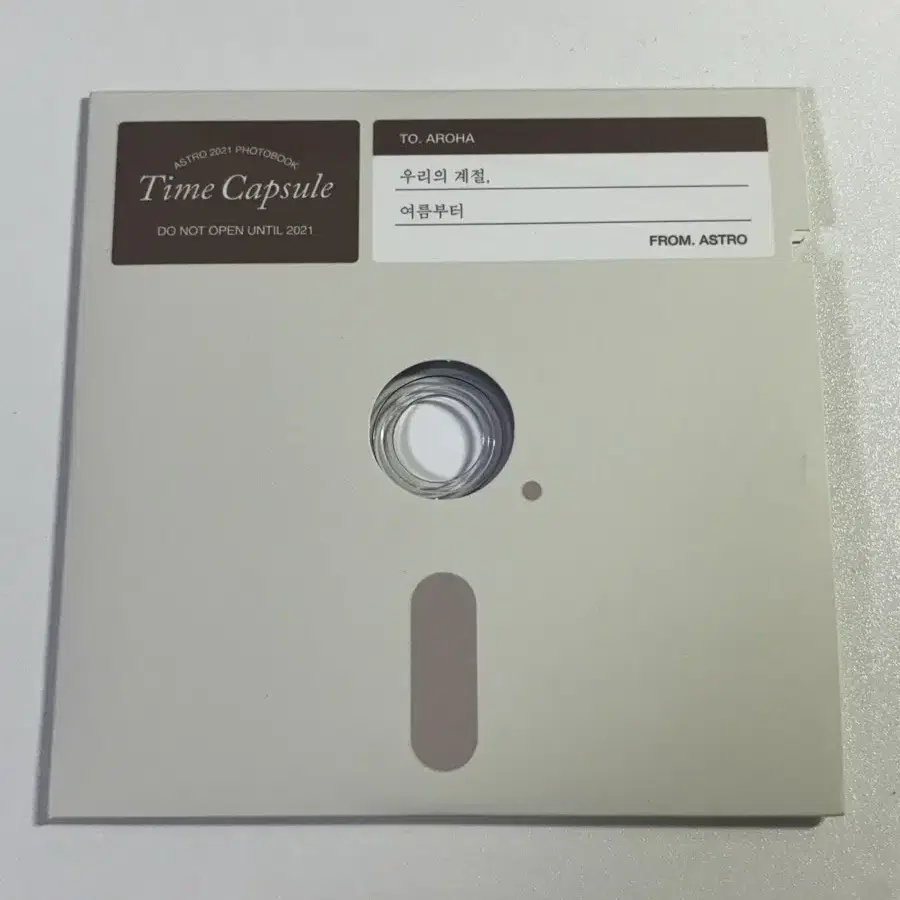 ASTRO 2021 PHOTOBOOK
Time Capsule
DO NOT OPEN UNTIL 2021
TO. AROHA
우리의 계절,
여름부터
FROM. ASTRO